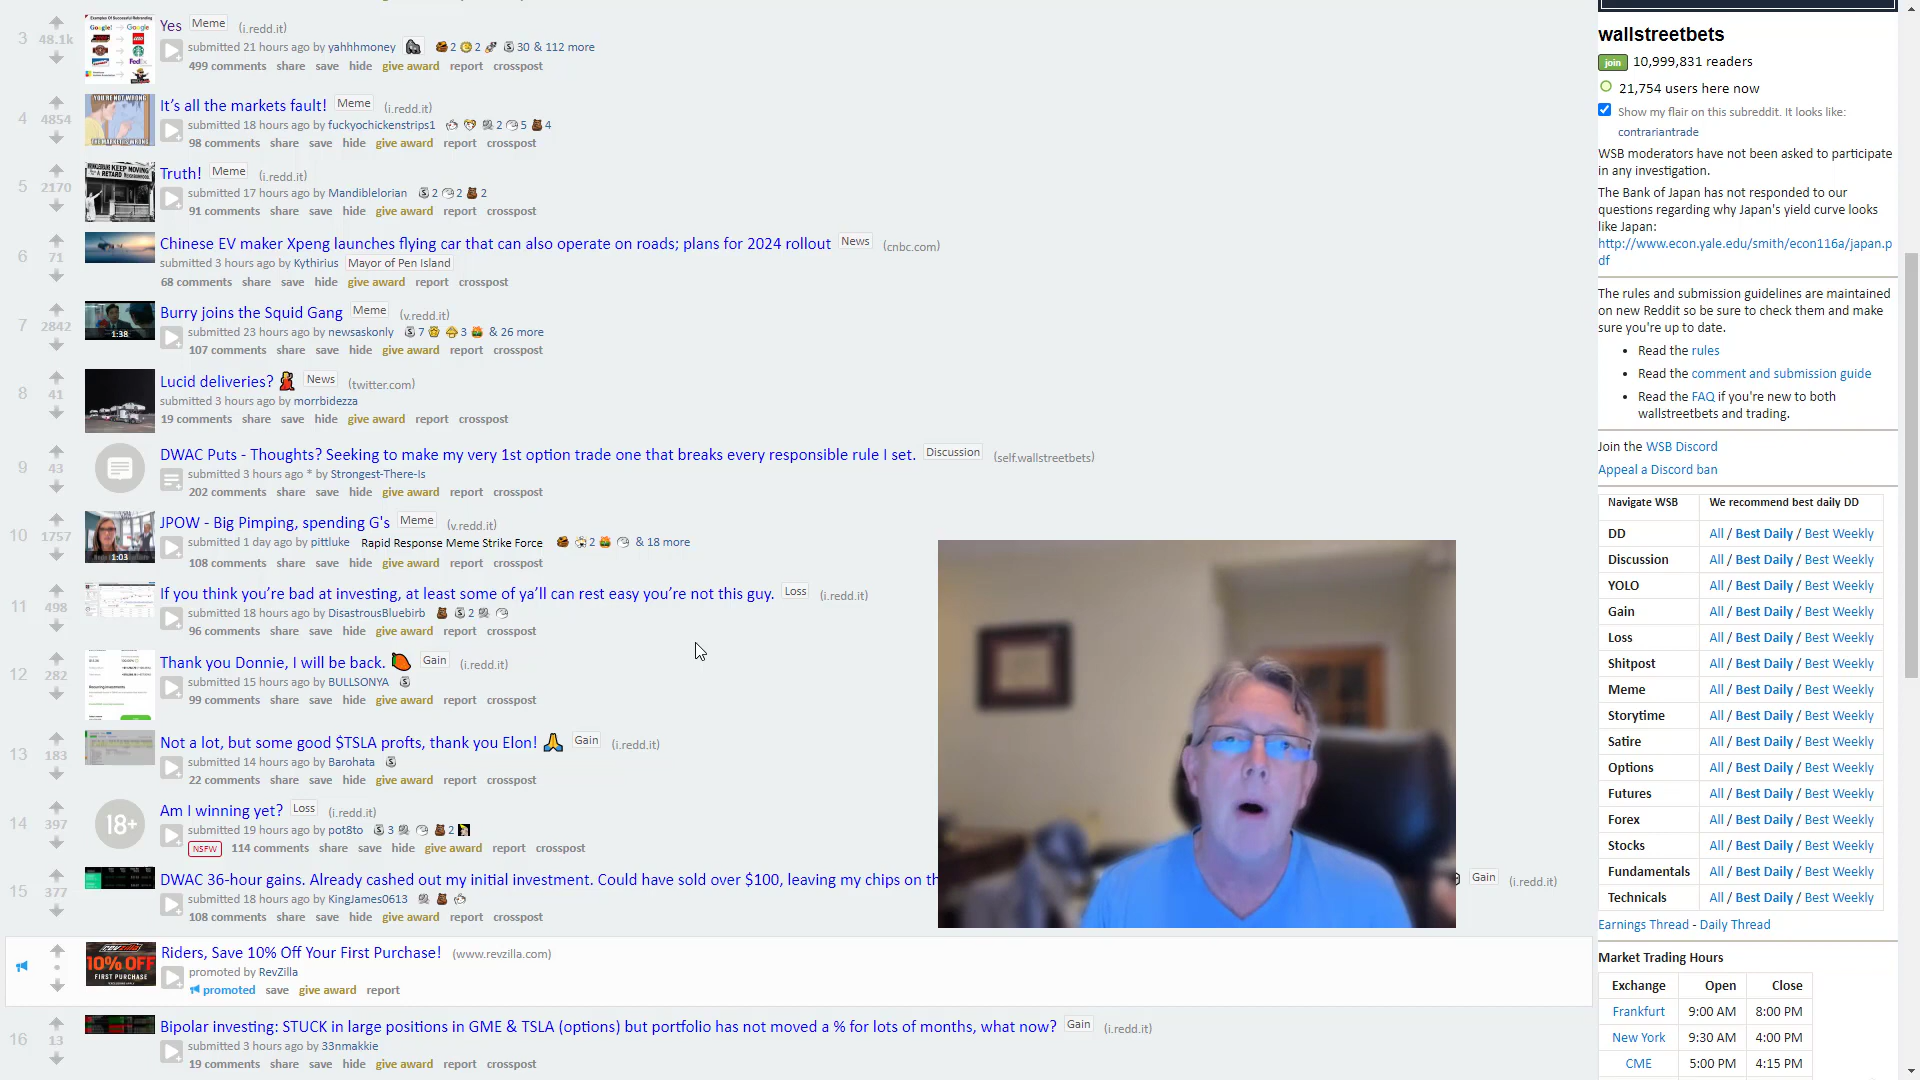 3 48.1k Yes Meme (i.redd.it)
submitted 21 hours ago by yahhhmoney 2 2 30 & 112 more
499 comments share save hide give award report crosspost
4 4854 It's all the markets fault! Meme (i.redd.it)
submitted 18 hours ago by fuckyochickenstrips1 2 5 4
98 comments share save hide give award report crosspost
5 2170 Truth! Meme (i.redd.it)
submitted 17 hours ago by Mandiblelorian 2 2 2
91 comments share save hide give award report crosspost
6 71 Chinese EV maker Xpeng launches flying car that can also operate on roads; plans for 2024 rollout News (cnbc.com)
submitted 3 hours ago by Kythirius Mayor of Pen Island
68 comments share save hide give award report crosspost
7 2842 1:38 Burry joins the Squid Gang Meme (v.redd.it)
submitted 23 hours ago by newsaskonly 7 3 & 26 more
107 comments share save hide give award report crosspost
8 41 Lucid deliveries? News (twitter.com)
submitted 3 hours ago by morrbidezza
19 comments share save hide give award report crosspost
9 43 DWAC Puts - Thoughts? Seeking to make my very 1st option trade one that breaks every responsible rule I set. Discussion (self.wallstreetbets)
submitted 3 hours ago * by Strongest-There-Is
202 comments share save hide give award report crosspost
10 1757 1:03 JPOW - Big Pimping, spending G's Meme (v.redd.it)
submitted 1 day ago by pittluke Rapid Response Meme Strike Force 2 & 18 more
108 comments share save hide give award report crosspost
11 498 If you think you're bad at investing, at least some of ya'll can rest easy you're not this guy. Loss (i.redd.it)
submitted 18 hours ago by DisastrousBluebirb 2
96 comments share save hide give award report crosspost
12 282 Thank you Donnie, I will be back. Gain (i.redd.it)
submitted 15 hours ago by BULLSONYA
99 comments share save hide give award report crosspost
13 183 Not a lot, but some good $TSLA profts, thank you Elon! Gain (i.redd.it)
submitted 14 hours ago by Barohata
22 comments share save hide give award report crosspost
14 397 18+ Am I winning yet? Loss (i.redd.it)
submitted 19 hours ago by pot8to 3 2
NSFW 114 comments share save hide give award report crosspost
15 377 DWAC 36-hour gains. Already cashed out my initial investment. Could have sold over $100, leaving my chips on th Gain (i.redd.it)
submitted 18 hours ago by KingJames0613
108 comments share save hide give award report crosspost
10% OFF FIRST PURCHASE Riders, Save 10% Off Your First Purchase! (www.revzilla.com)
promoted by RevZilla
promoted save give award report
16 13 Bipolar investing: STUCK in large positions in GME & TSLA (options) but portfolio has not moved a % for lots of months, what now? Gain (i.redd.it)
submitted 3 hours ago by 33nmakkie
19 comments share save hide give award report crosspost
wallstreetbets
join 10,999,831 readers
21,754 users here now
Show my flair on this subreddit. It looks like:
contrariantrade
WSB moderators have not been asked to participate
in any investigation.
The Bank of Japan has not responded to our
questions regarding why Japan's yield curve looks
like Japan:
http://www.econ.yale.edu/smith/econ116a/japan.p
df
The rules and submission guidelines are maintained
on new Reddit so be sure to check them and make
sure you're up to date.
• Read the rules
• Read the comment and submission guide
• Read the FAQ if you're new to both
wallstreetbets and trading.
Join the WSB Discord
Appeal a Discord ban
Navigate WSB We recommend best daily DD
DD All / Best Daily / Best Weekly
Discussion All / Best Daily / Best Weekly
YOLO All / Best Daily / Best Weekly
Gain All / Best Daily / Best Weekly
Loss All / Best Daily / Best Weekly
Shitpost All / Best Daily / Best Weekly
Meme All / Best Daily / Best Weekly
Storytime All / Best Daily / Best Weekly
Satire All / Best Daily / Best Weekly
Options All / Best Daily / Best Weekly
Futures All / Best Daily / Best Weekly
Forex All / Best Daily / Best Weekly
Stocks All / Best Daily / Best Weekly
Fundamentals All / Best Daily / Best Weekly
Technicals All / Best Daily / Best Weekly
Earnings Thread - Daily Thread
Market Trading Hours
Exchange Open Close
Frankfurt 9:00 AM 8:00 PM
New York 9:30 AM 4:00 PM
CME 5:00 PM 4:15 PM